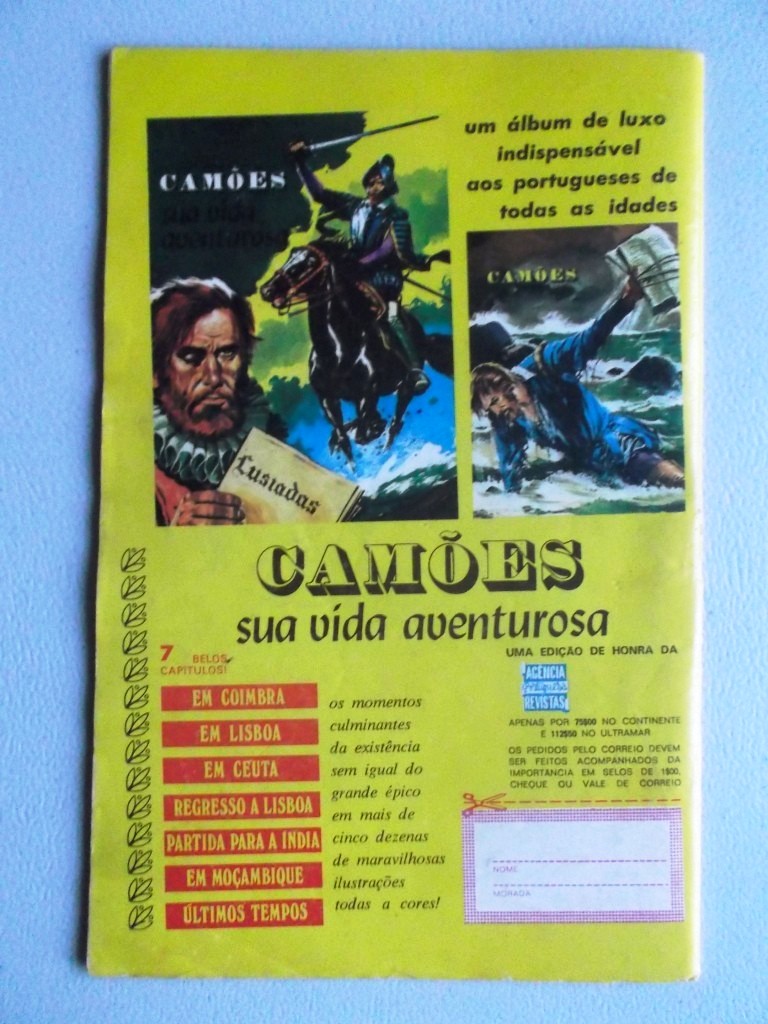 CAMÕES
sua vida
aventurosa
Lusiadas
um álbum de luxo
indispensável
aos portugueses de
todas as idades
CAMÕES
CAMÕES
sua vida aventurosa
7 BELOS
CAPITULOS!
EM COIMBRA
EM LISBOA
EM CEUTA
REGRESSO A LISBOA
PARTIDA PARA A INDIA
EM MOÇAMBIQUE
ÚLTIMOS TEMPOS
os momentos
culminantes
da existência
sem igual do
grande épico
em mais de
cinco dezenas
de maravilhosas
ilustrações
todas a cores!
UMA EDIÇÃO DE HONRA DA
AGÊNCIA
REVISTAS
APENAS POR 75$00 NO CONTINENTE
E 112$50 NO ULTRAMAR
OS PEDIDOS PELO CORREIO DEVEM
SER FEITOS ACOMPANHADOS DA
IMPORTÂNCIA EM SELOS DE 1$00,
CHEQUE OU VALE DE CORREIO
NOME
MORADA